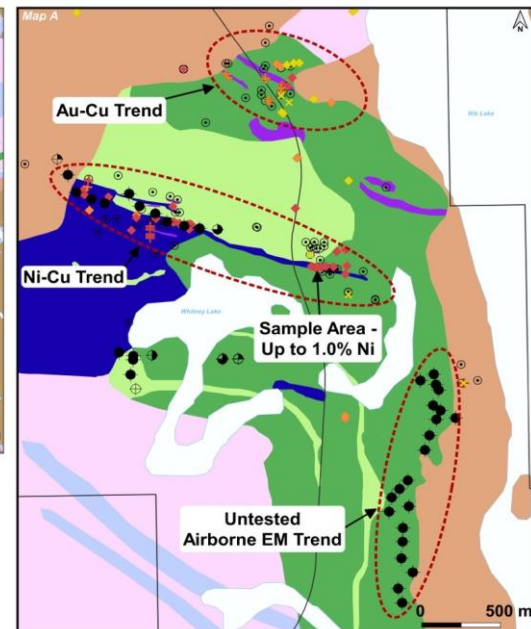 Map A
N
Rib Lake
Au-Cu Trend
Ni-Cu Trend
Whitney Lake
Sample Area -
Up to 1.0% Ni
Untested
Airborne EM Trend
0 500 m